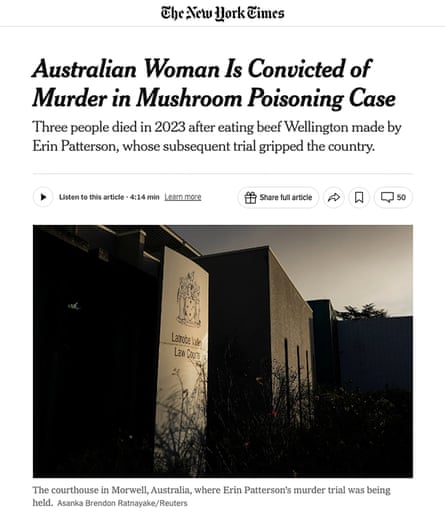 The New York Times
Australian Woman Is Convicted of
Murder in Mushroom Poisoning Case
Three people died in 2023 after eating beef Wellington made by
Erin Patterson, whose subsequent trial gripped the country.
Listen to this article · 4:14 min Learn more
Share full article
50
Latrobe Valley
Law Courts
The courthouse in Morwell, Australia, where Erin Patterson's murder trial was being
held. Asanka Brendon Ratnayake/Reuters